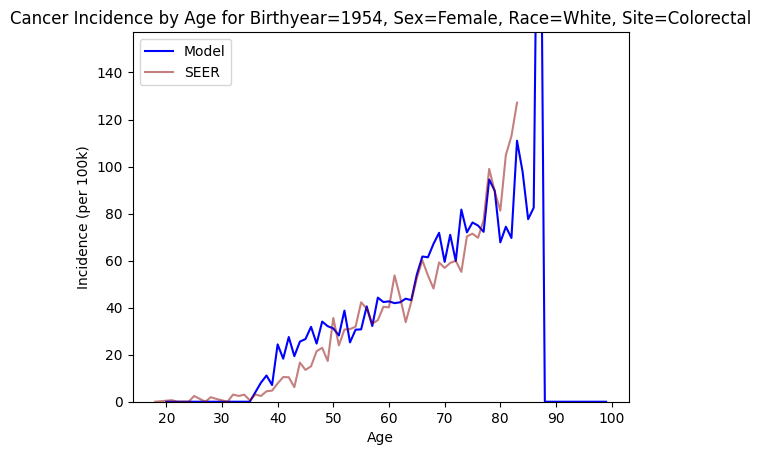 Cancer Incidence by Age for Birthyear=1954, Sex=Female, Race=White, Site=Colorectal
Model
SEER
140
120
100
80
60
40
20
0
Incidence (per 100k)
20 30 40 50 60 70 80 90 100
Age